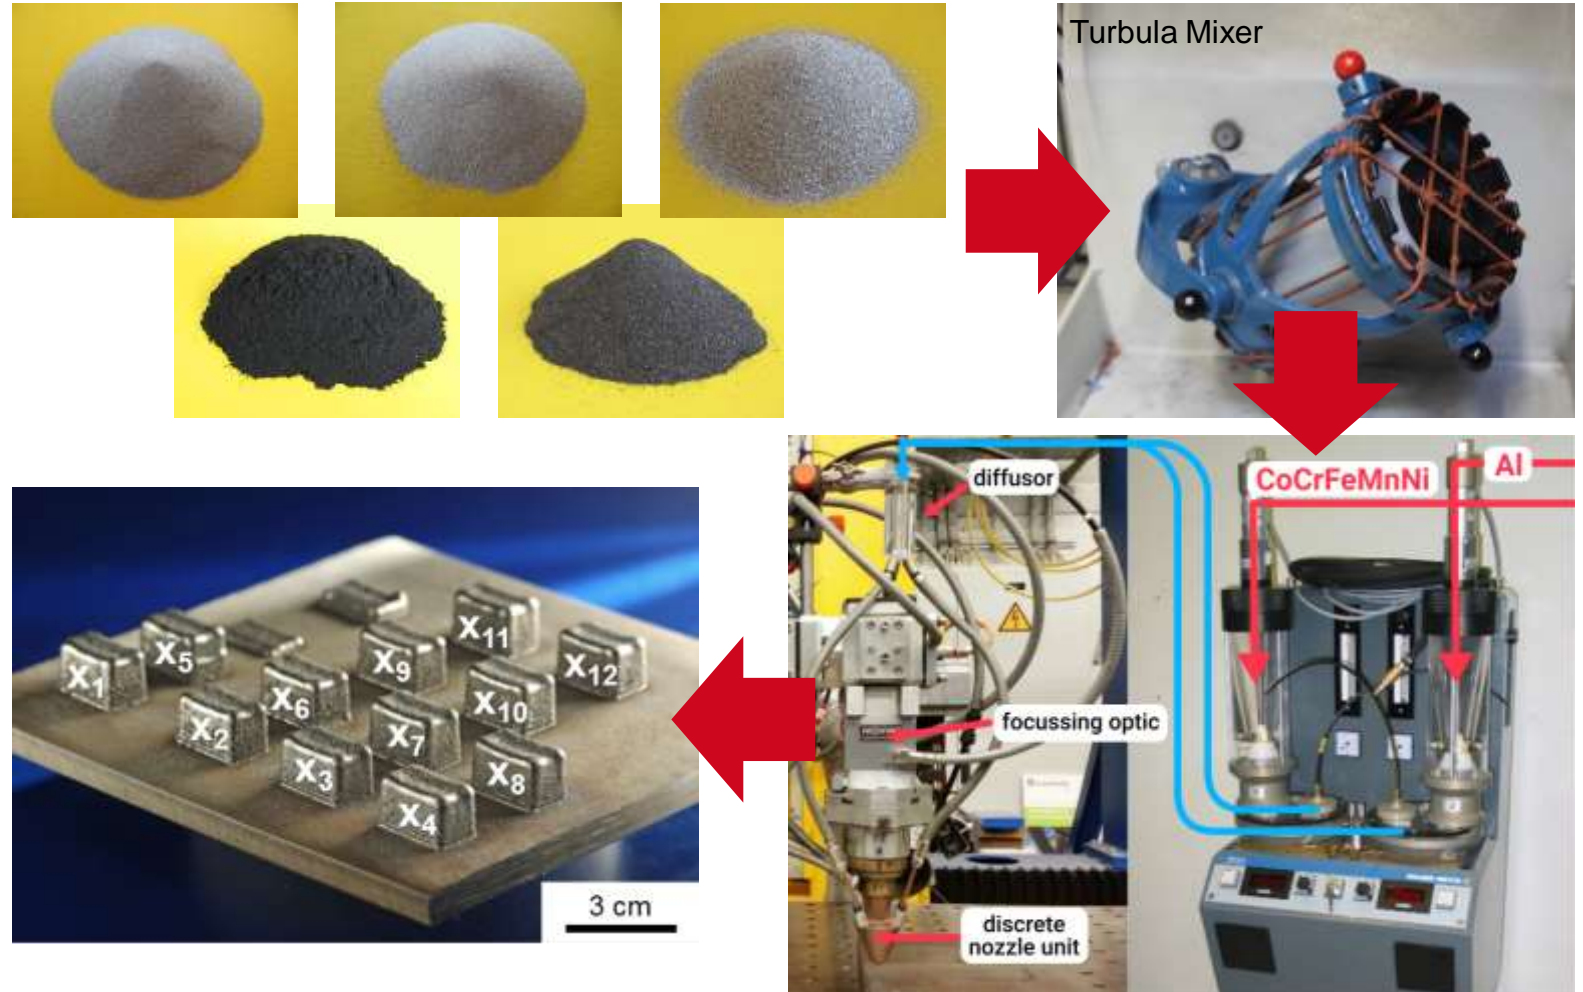 Turbula Mixer
diffusor
CoCrFeMnNi
Al
focussing optic
discrete
nozzle unit
x₁
x₅
x₂
x₆
x₃
x₉
x₇
x₄
x₁₁
x₁₀
x₈
x₁₂
3 cm